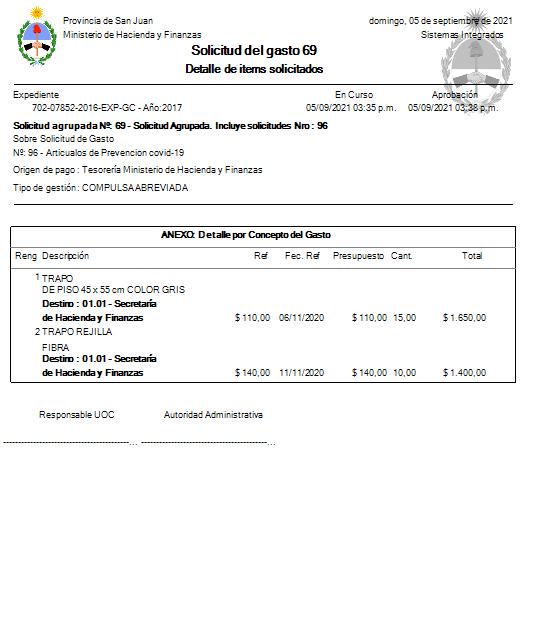 Provincia de San Juan
domingo, 05 de septiembre de 2021
Ministerio de Hacienda y Finanzas
Sistemas Integrados
Solicitud del gasto 69
Detalle de items solicitados
Expediente En Curso Aprobación
702-07852-2016-EXP-GC - Año:2017 05/09/2021 03:35 p.m. 05/09/2021 03:38 p.m.
Solicitud agrupada Nº: 69 - Solicitud Agrupada. Incluye solicitudes Nro : 96
Sobre Solicitud de Gasto
Nº: 96 - Articualos de Prevencion covid-19
Origen de pago : Tesorería Ministerio de Hacienda y Finanzas
Tipo de gestión : COMPULSA ABREVIADA
ANEXO: Detalle por Concepto del Gasto
Reng Descripción Ref Fec. Ref Presupuesto Cant. Total
1 TRAPO
DE PISO 45 x 55 cm COLOR GRIS
Destino : 01.01 - Secretaría
de Hacienda y Finanzas $ 110,00 06/11/2020 $ 110,00 15,00 $ 1.650,00
2 TRAPO REJILLA
FIBRA
Destino : 01.01 - Secretaría
de Hacienda y Finanzas $ 140,00 11/11/2020 $ 140,00 10,00 $ 1.400,00
Responsable UOC Autoridad Administrativa
-------------------------------------------... -------------------------------------------...